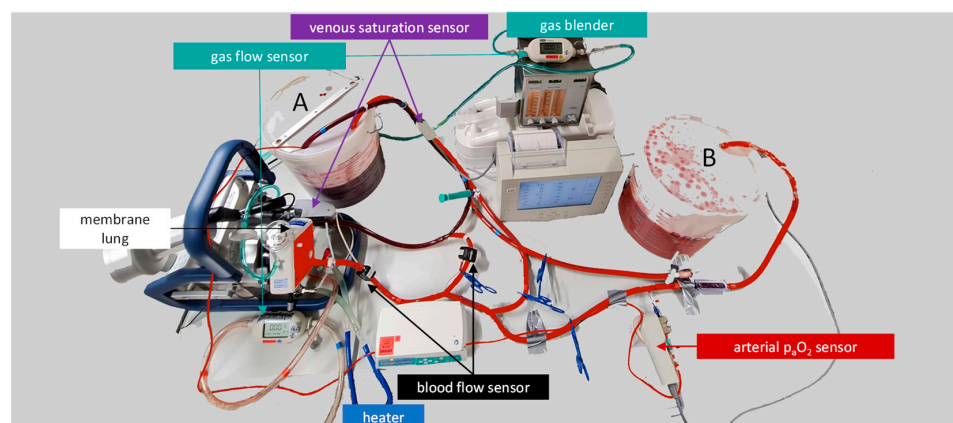 venous saturation sensor
gas blender
gas flow sensor
A
B
membrane
lung
arterial pₐO₂ sensor
blood flow sensor
heater